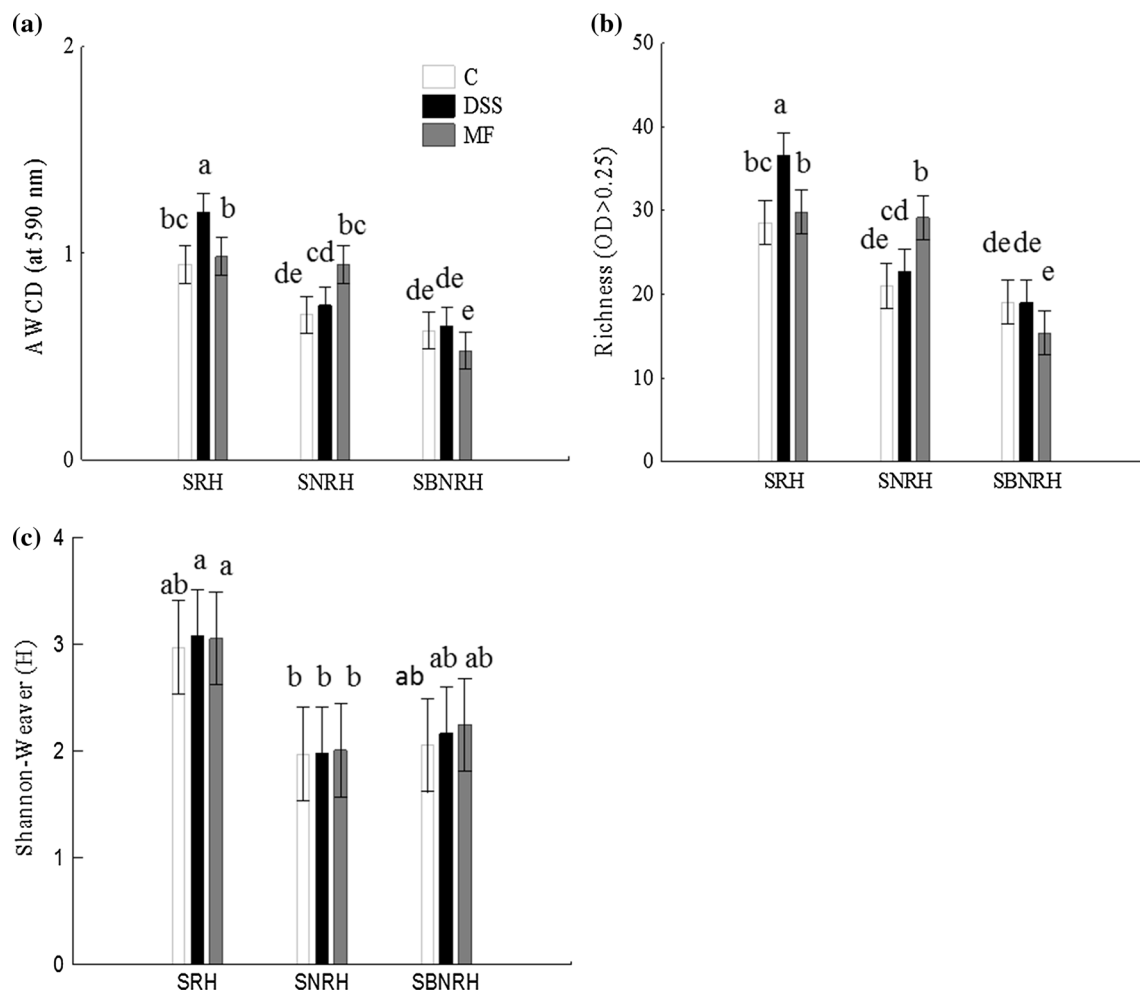 (a)
2
1
0
AWCD (at 590 nm)
C
DSS
MF
bc
a
b
de
cd
bc
de
de
e
SRH
SNRH
SBNRH
(b)
50
40
30
20
10
0
Richness (OD>0.25)
bc
a
b
de
cd
b
de
de
e
SRH
SNRH
SBNRH
(c)
4
3
2
1
0
Shannon-Weaver (H)
ab
a
a
b
b
b
ab
ab
ab
SRH
SNRH
SBNRH